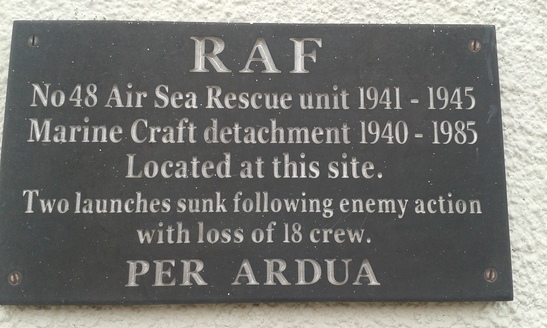 RAF
No 48 Air Sea Rescue unit 1941 - 1945
Marine Craft detachment 1940 - 1985
Located at this site.
Two launches sunk following enemy action
with loss of 18 crew.
PER ARDUA